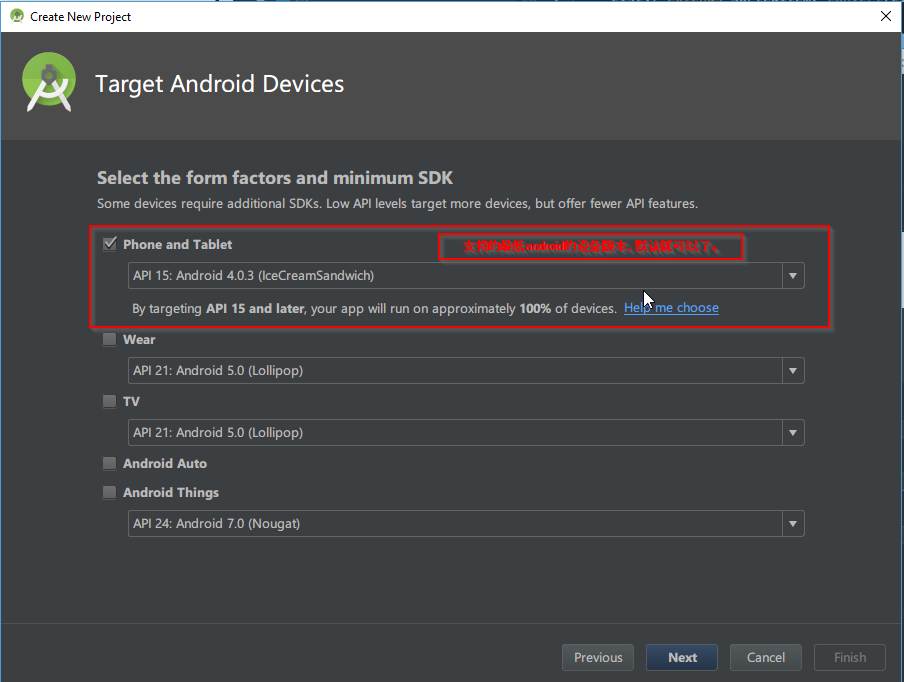 Create New Project
Target Android Devices
Select the form factors and minimum SDK
Some devices require additional SDKs. Low API levels target more devices, but offer fewer API features.
Phone and Tablet
支持的最低android的设备版本,默认就可以了。
API 15: Android 4.0.3 (IceCreamSandwich)
By targeting API 15 and later, your app will run on approximately 100% of devices. Help me choose
Wear
API 21: Android 5.0 (Lollipop)
TV
API 21: Android 5.0 (Lollipop)
Android Auto
Android Things
API 24: Android 7.0 (Nougat)
Previous Next Cancel Finish